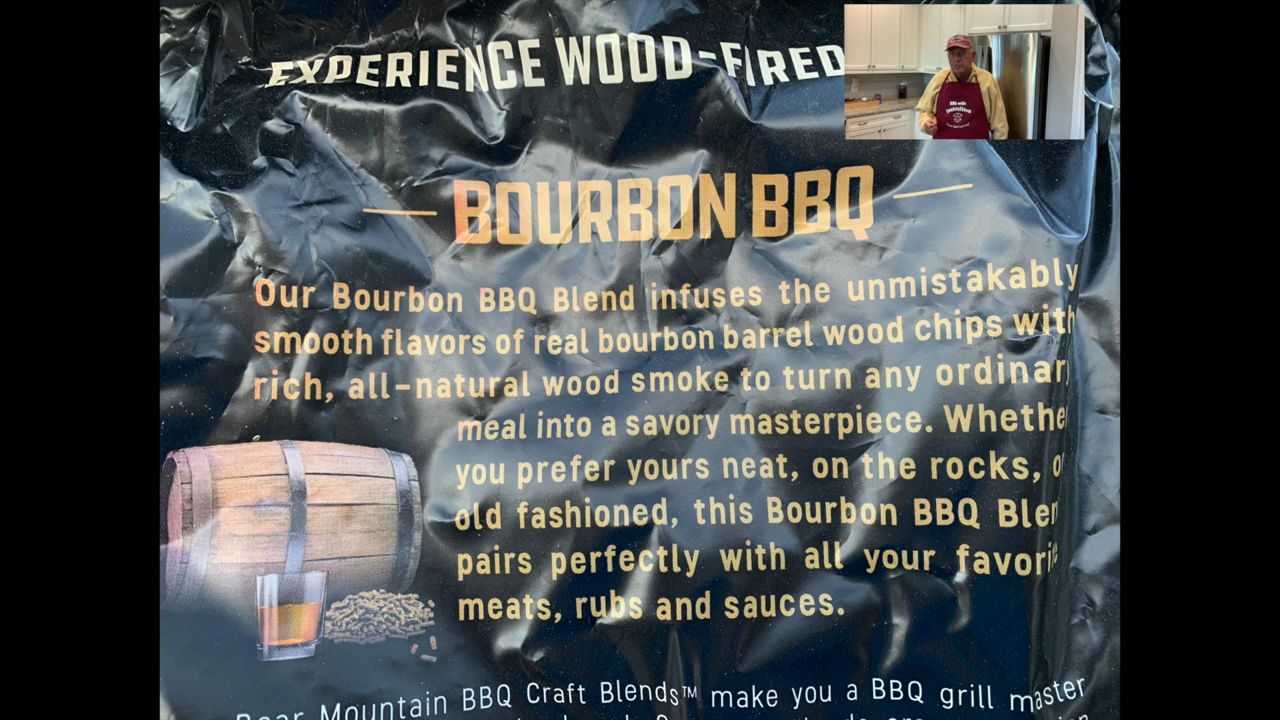 EXPERIENCE WOOD-FIRED
BOURBON BBQ
Our Bourbon BBQ Blend infuses the unmistakably
smooth flavors of real bourbon barrel wood chips with
rich, all-natural wood smoke to turn any ordinary
meal into a savory masterpiece. Whether
you prefer yours neat, on the rocks, or
old fashioned, this Bourbon BBQ Blend
pairs perfectly with all your favorite
meats, rubs and sauces.
Bear Mountain BBQ Craft Blends™ make you a BBQ grill master
BBQ with